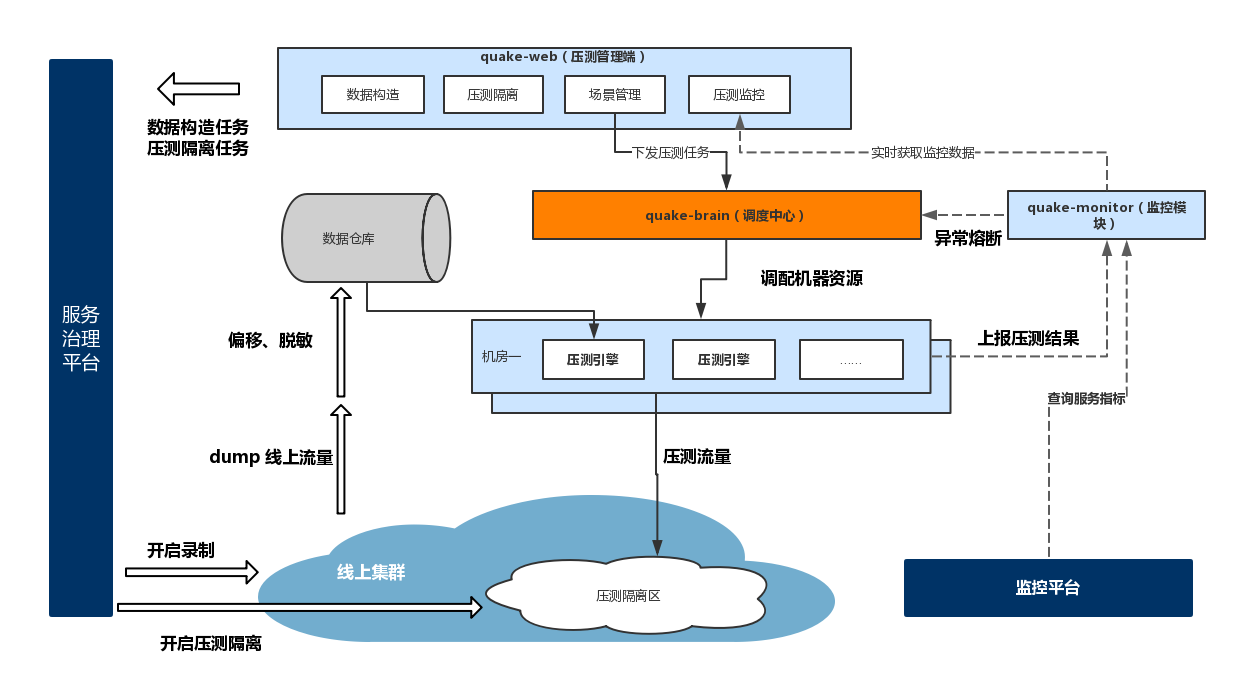 quake-web（压测管理端）
数据构造
压测隔离
场景管理
压测监控
数据构造任务
压测隔离任务
下发压测任务
实时获取监控数据
quake-brain（调度中心）
quake-monitor（监控模
块）
异常熔断
数据仓库
调配机器资源
服务
治理
平台
偏移、脱敏
机房一
压测引擎
压测引擎
……
上报压测结果
查询服务指标
dump 线上流量
压测流量
开启录制
线上集群
压测隔离区
监控平台
开启压测隔离